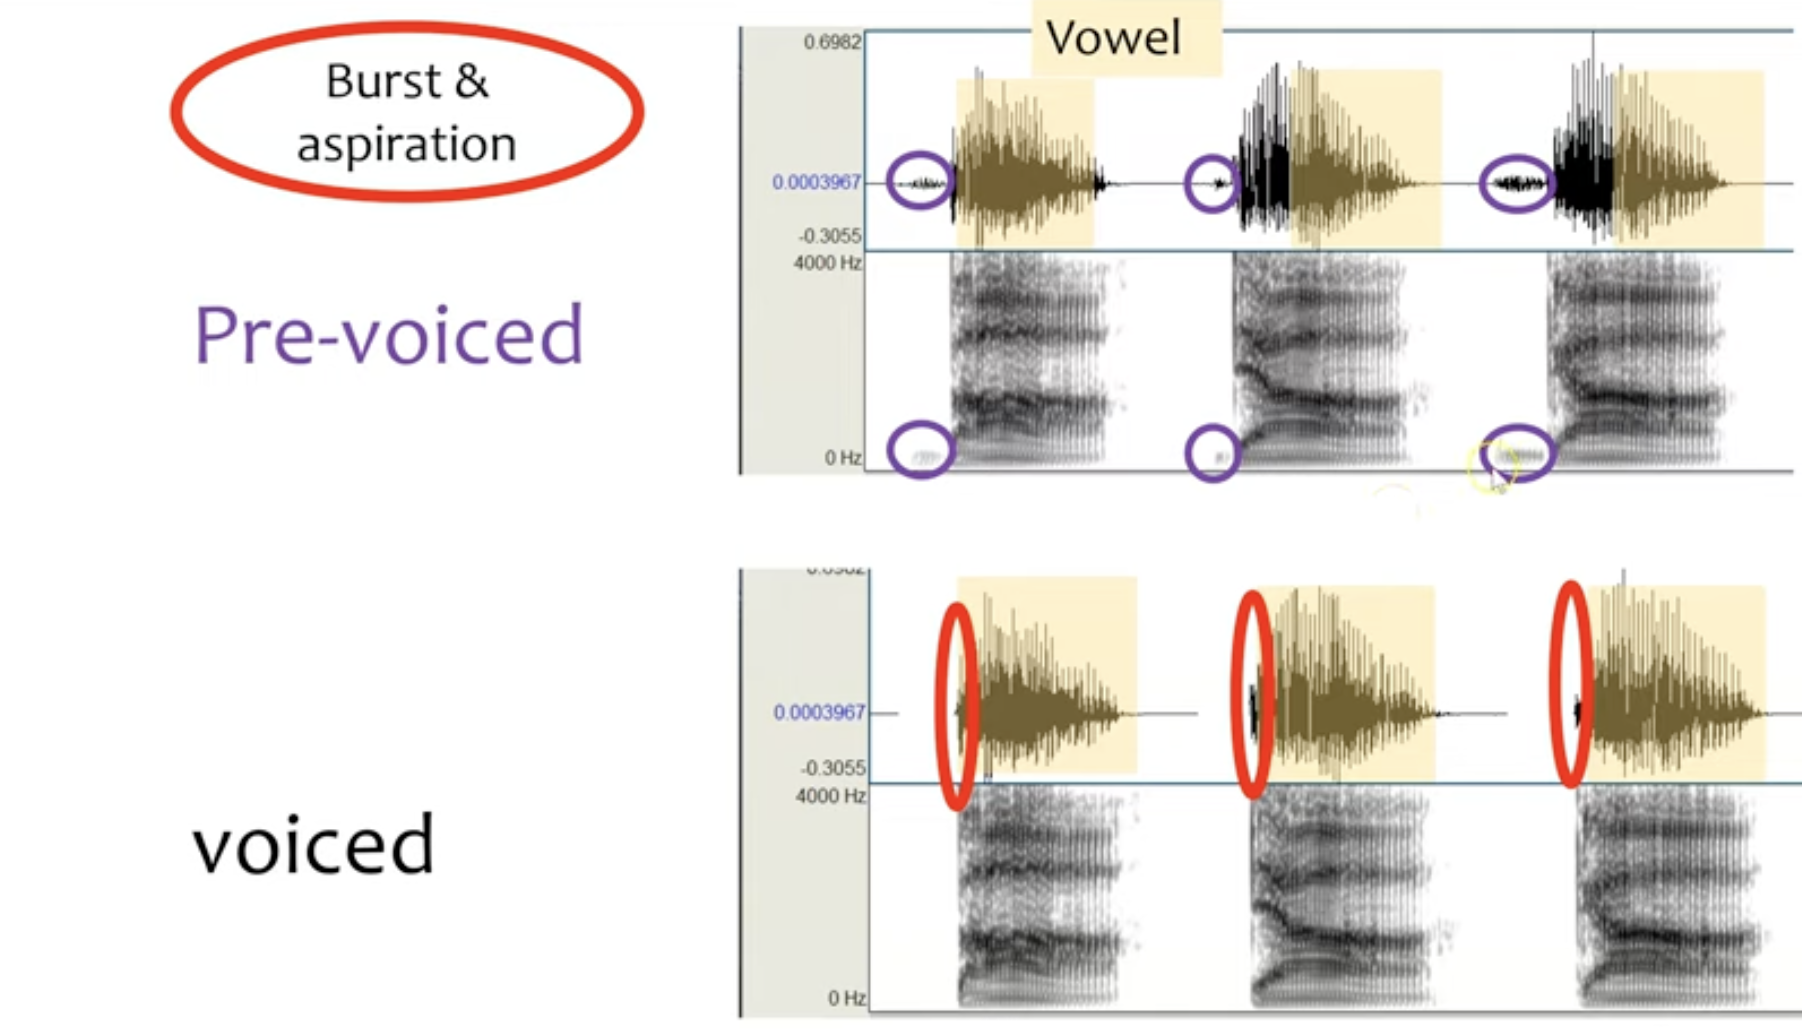 Burst &
aspiration
Pre-voiced
voiced
Vowel
0.6982
0.0003967
-0.3055
4000 Hz
0 Hz
0.0003967
-0.3055
4000 Hz
0 Hz